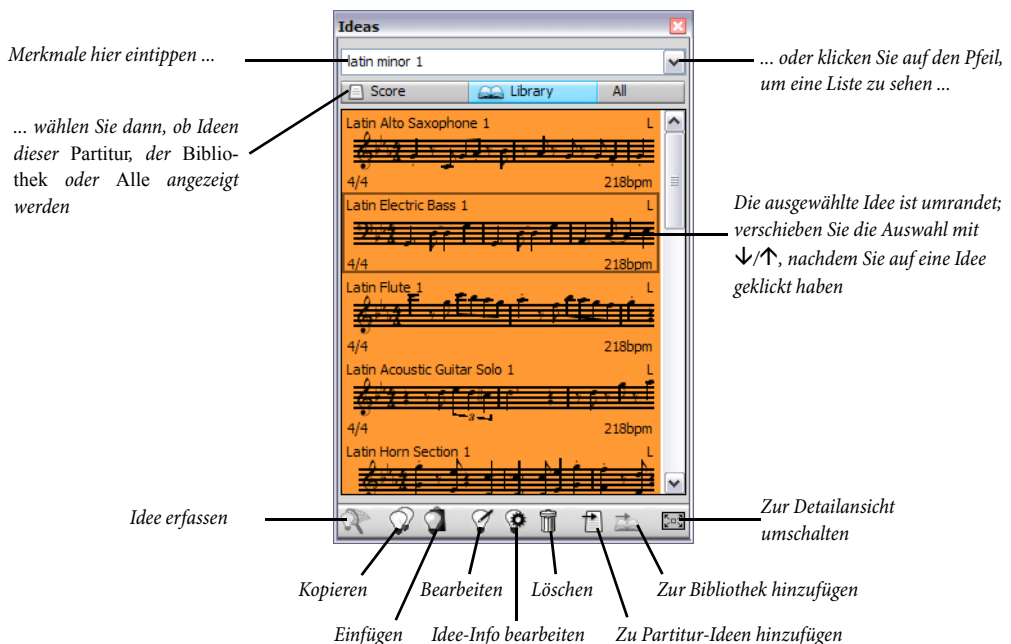 Ideas
Merkmale hier eintippen ...
latin minor 1
... oder klicken Sie auf den Pfeil,
um eine Liste zu sehen ...
Score
Library
All
... wählen Sie dann, ob Ideen
dieser Partitur, der Biblio-
thek oder Alle angezeigt
werden
Latin Alto Saxophone 1 L
4/4 218bpm
Latin Electric Bass 1 L
4/4 218bpm
Die ausgewählte Idee ist umrandet;
verschieben Sie die Auswahl mit
↓/↑, nachdem Sie auf eine Idee
geklickt haben
Latin Flute 1 L
4/4 218bpm
Latin Acoustic Guitar Solo 1 L
3
4/4 218bpm
Latin Horn Section 1 L
Idee erfassen
Zur Detailansicht
umschalten
Kopieren
Bearbeiten
Löschen
Zur Bibliothek hinzufügen
Einfügen
Idee-Info bearbeiten
Zu Partitur-Ideen hinzufügen